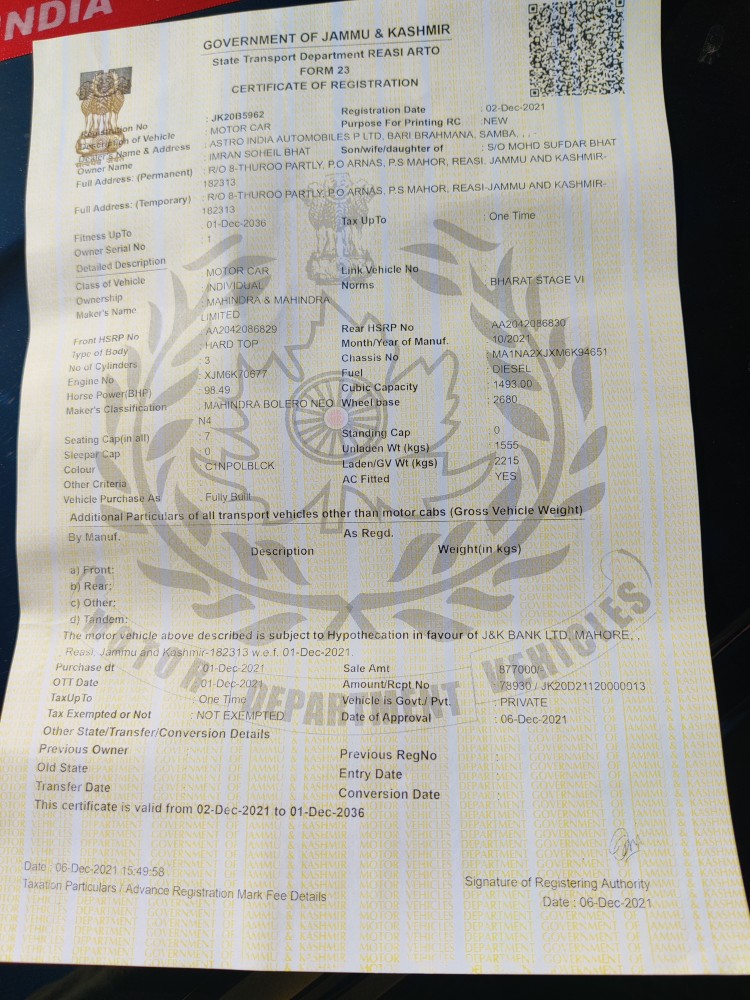 INDIA
GOVERNMENT OF JAMMU & KASHMIR
State Transport Department REASI ARTO
FORM 23
CERTIFICATE OF REGISTRATION
Registration No : JK20B5962 Registration Date : 02-Dec-2021
Description of Vehicle : MOTOR CAR Purpose For Printing RC :NEW
Dealer's Name & Address : ASTRO INDIA AUTOMOBILES P LTD, BARI BRAHMANA, SAMBA, , , .
Owner Name IMRAN SOHEIL BHAT Son/wife/daughter of : S/O MOHD SUFDAR BHAT
Full Address: (Permanent) : R/O 8-THUROO PARTLY, P.O ARNAS, P.S MAHOR, REASI, JAMMU AND KASHMIR-
182313
Full Address: (Temporary) : R/O 8-THUROO PARTLY, P.O ARNAS, P.S MAHOR, REASI-JAMMU AND KASHMIR-
182313
Fitness UpTo : 01-Dec-2036 Tax UpTo : One Time
Owner Serial No : 1
Detailed Description
Class of Vehicle : MOTOR CAR Link Vehicle No
Ownership : INDIVIDUAL Norms : BHARAT STAGE VI
Maker's Name : MAHINDRA & MAHINDRA
LIMITED
Front HSRP No : AA2042086829 Rear HSRP No : AA2042086830
Type of Body : HARD TOP Month/Year of Manuf. : 10/2021
No of Cylinders : 3 Chassis No : MA1NA2XJXM6K94651
Engine No : XJM6K70677 Fuel : DIESEL
Horse Power(BHP) : 98.49 Cubic Capacity : 1493.00
Maker's Classification : MAHINDRA BOLERO NEO Wheel base : 2680
N4
Seating Cap(in all) : 7 Standing Cap : 0
Sleepar Cap : 0 Unladen Wt (kgs) : 1555
Colour : C1NPOLBLCK Laden/GV Wt (kgs) : 2215
Other Criteria AC Fitted : YES
Vehicle Purchase As : Fully Built
Additional Particulars of all transport vehicles other than motor cabs (Gross Vehicle Weight)
By Manuf. As Regd.
Description Weight(in kgs)
a) Front:
b) Rear:
c) Other:
d) Tandem:
The motor vehicle above described is subject to Hypothecation in favour of J&K BANK LTD, MAHORE, ,
, Reasi, Jammu and Kashmir-182313 w.e.f. 01-Dec-2021.
Purchase dt : 01-Dec-2021 Sale Amt : 877000/-
OTT Date : 01-Dec-2021 Amount/Rcpt No : 78930 / JK20D21120000013
TaxUpTo : One Time Vehicle is Govt./ Pvt. : PRIVATE
Tax Exempted or Not : NOT EXEMPTED Date of Approval : 06-Dec-2021
Other State/Transfer/Conversion Details
Previous Owner Previous RegNo :
Old State Entry Date
Transfer Date Conversion Date :
This certificate is valid from 02-Dec-2021 to 01-Dec-2036
MOTOR DEPARTMENT VEHICLES
Date : 06-Dec-2021 15:49:58
Taxation Particulars / Advance Registration Mark Fee Details
Signature of Registering Authority
Date : 06-Dec-2021